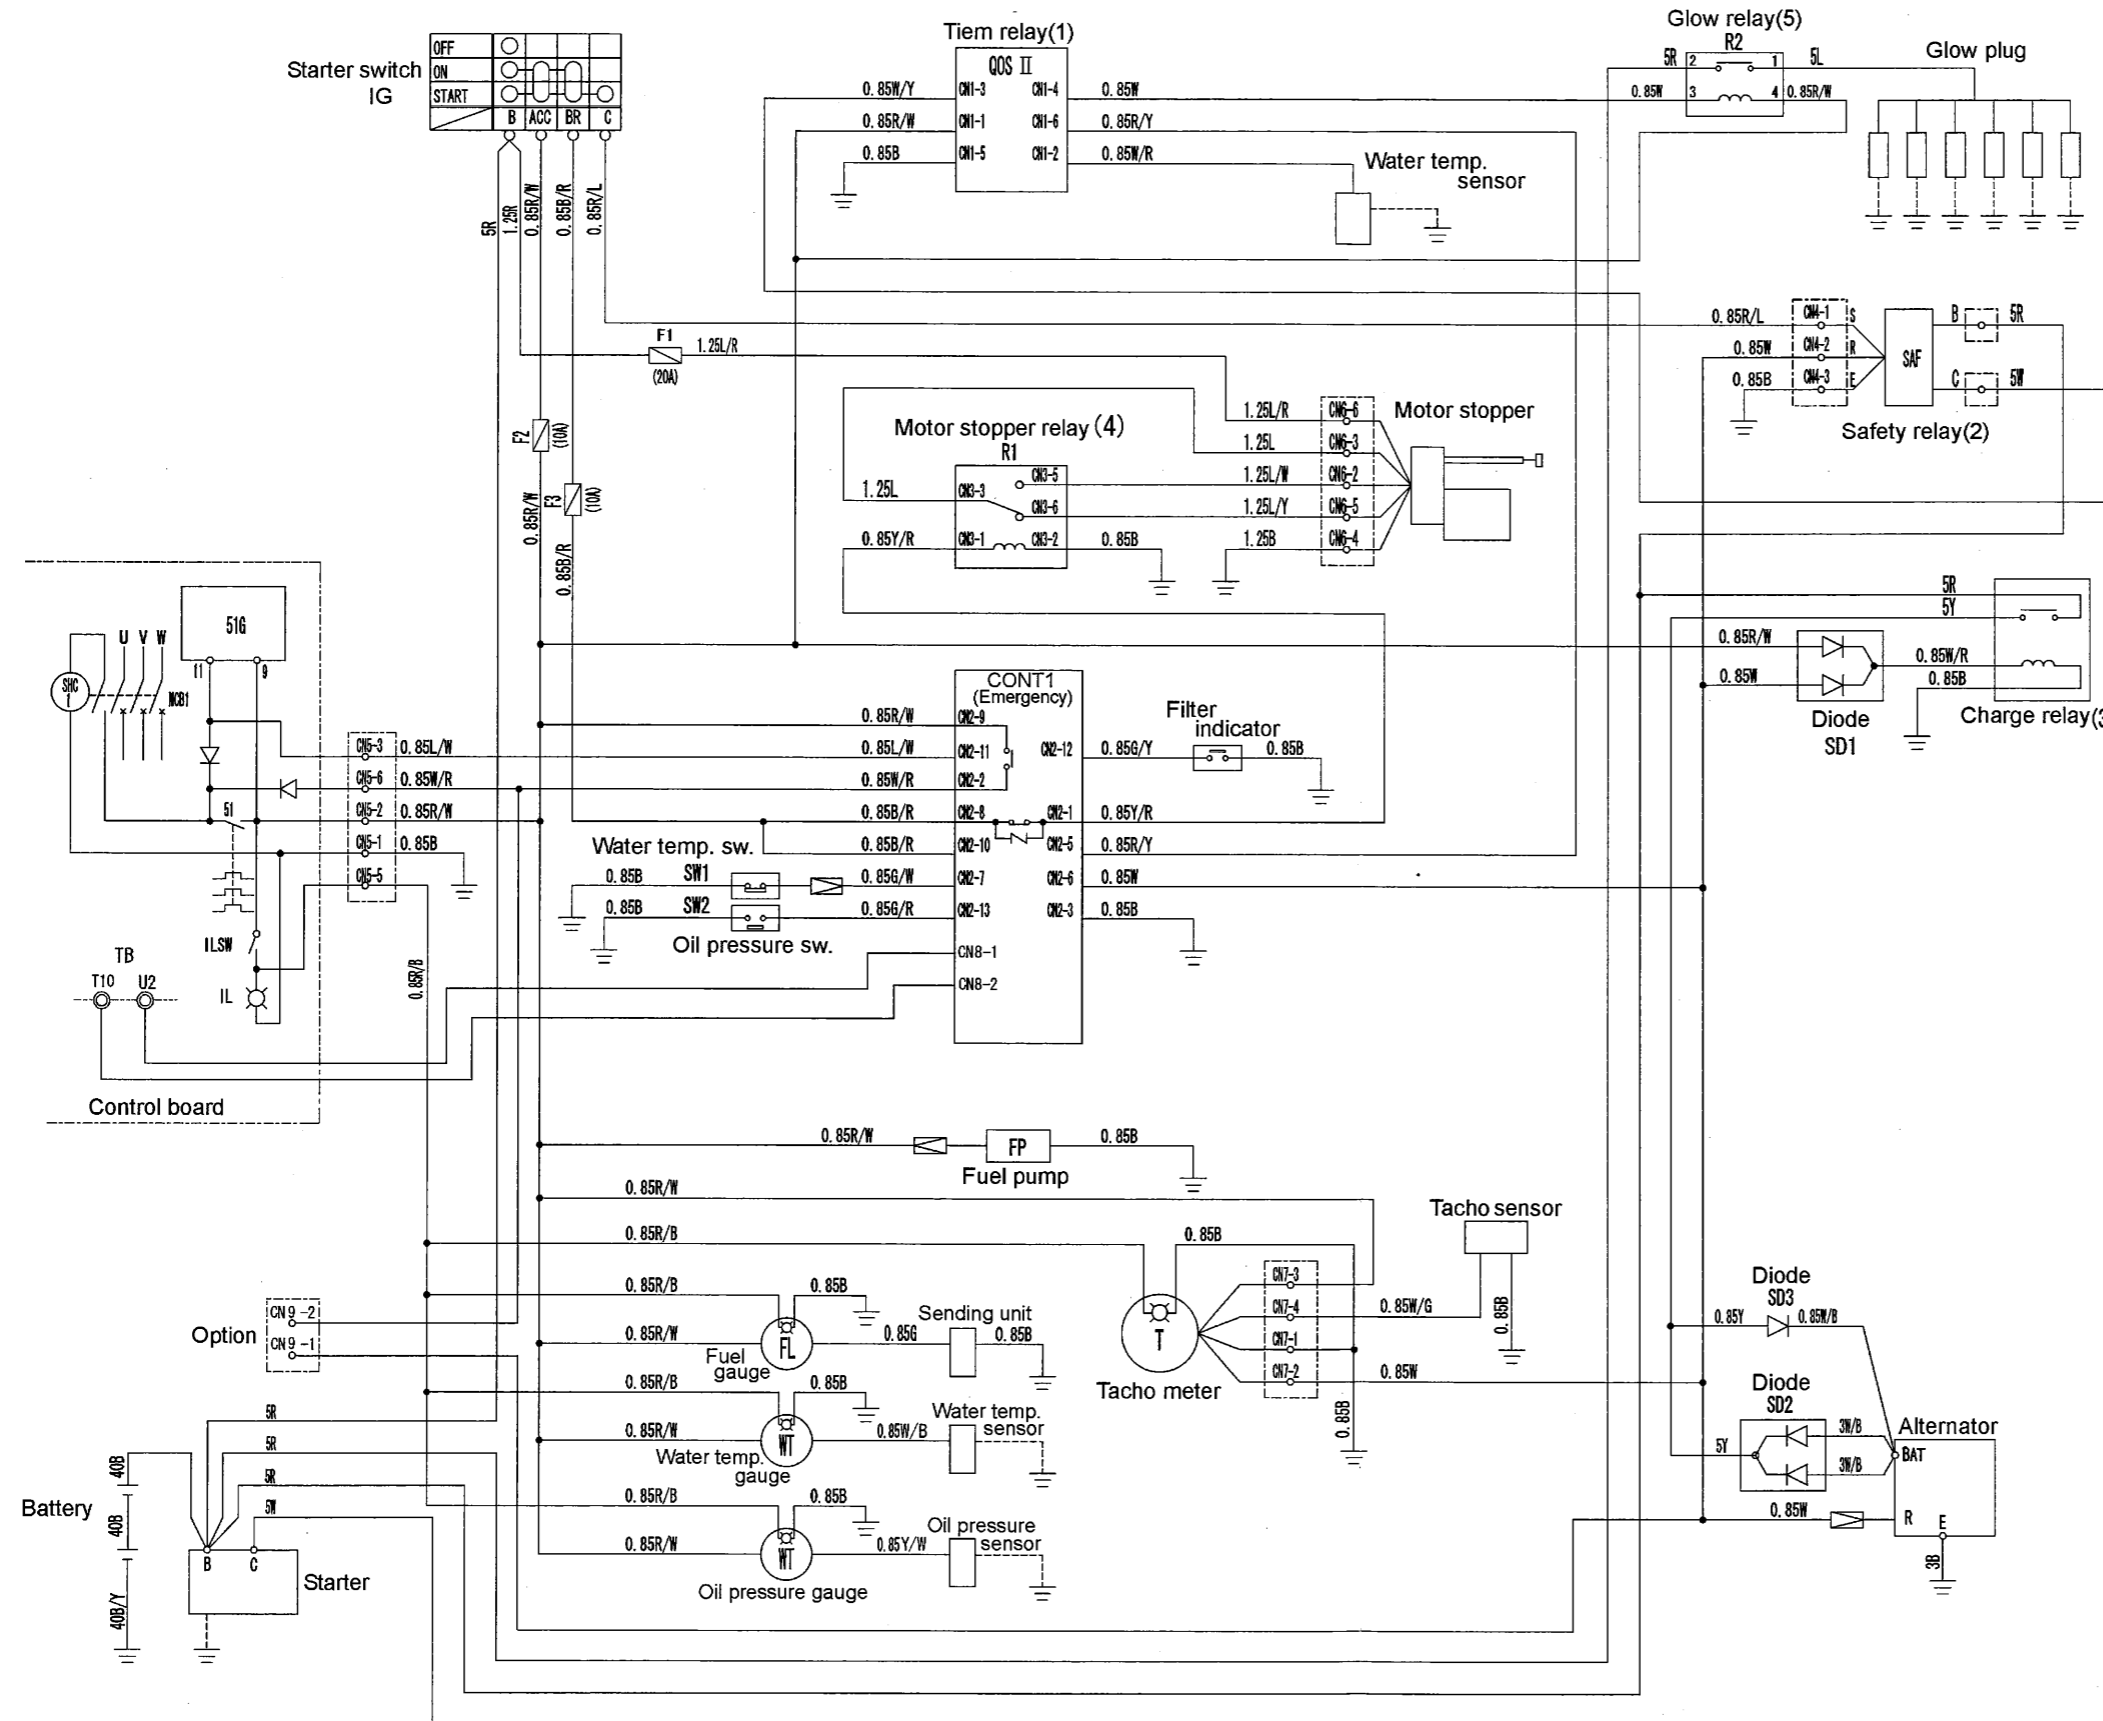 Tiem relay(1)
QOS II
CN1-3
CN1-4
CN1-1
CN1-6
CN1-5
CN1-2
0.85W/Y
0.85R/W
0.85B
0.85W
0.85R/Y
0.85W/R
Water temp.
sensor
Glow relay(5)
R2
5R
2
1
5L
0.85W
3
4
0.85R/W
Glow plug
Starter switch
IG
OFF
ON
START
B
ACC
BR
C
5R
1.25R
0.85R/W
0.85B/R
0.85R/L
F1
(20A)
1.25L/R
F2
(10A)
F3
(10A)
0.85R/W
0.85B/R
0.85R/L
CN4-1
S
0.85W
CN4-2
R
0.85B
CN4-3
E
SAF
B
5R
C
5W
Safety relay(2)
Motor stopper relay(4)
R1
1.25L
CN3-3
CN3-5
CN3-6
0.85Y/R
CN3-1
CN3-2
0.85B
1.25L/R
CN6-6
1.25L
CN6-3
1.25L/W
CN6-2
1.25L/Y
CN6-5
1.25B
CN6-4
Motor stopper
5R
5Y
0.85R/W
0.85W
0.85W/R
0.85B
Diode
SD1
Charge relay(3
51G
11
9
SHC
1
U V W
MCB1
51
ILSW
IL
TB
T10
U2
Control board
CN5-3
0.85L/W
CN5-6
0.85W/R
CN5-2
0.85R/W
CN5-1
0.85B
CN5-5
0.85R/B
CONT1
(Emergency)
0.85R/W
CN2-9
0.85L/W
CN2-11
CN2-12
0.85W/R
CN2-2
0.85B/R
CN2-8
CN2-1
0.85B/R
CN2-10
CN2-5
0.85G/W
CN2-7
CN2-6
0.85G/R
CN2-13
CN2-3
CN8-1
CN8-2
0.85G/Y
Filter
indicator
0.85B
0.85Y/R
0.85R/Y
0.85W
0.85B
Water temp. sw.
0.85B
SW1
0.85B
SW2
Oil pressure sw.
0.85R/W
FP
0.85B
Fuel pump
0.85R/W
0.85R/B
0.85B
T
Tacho meter
CN7-3
CN7-4
CN7-1
CN7-2
0.85W/G
0.85W
0.85B
Tacho sensor
0.85B
0.85R/B
0.85B
0.85R/W
FL
Fuel
gauge
0.85G
Sending unit
0.85B
0.85R/B
0.85B
0.85R/W
WT
Water temp.
gauge
0.85W/B
Water temp.
sensor
0.85R/B
0.85B
0.85R/W
WT
Oil pressure gauge
0.85Y/W
Oil pressure
sensor
Option
CN9-2
CN9-1
5R
5R
5R
5W
Battery
40B
40B
40B/Y
B
C
Starter
Diode
SD3
0.85Y
0.85W/B
Diode
SD2
5Y
3W/B
3W/B
Alternator
BAT
0.85W
R
E
3B